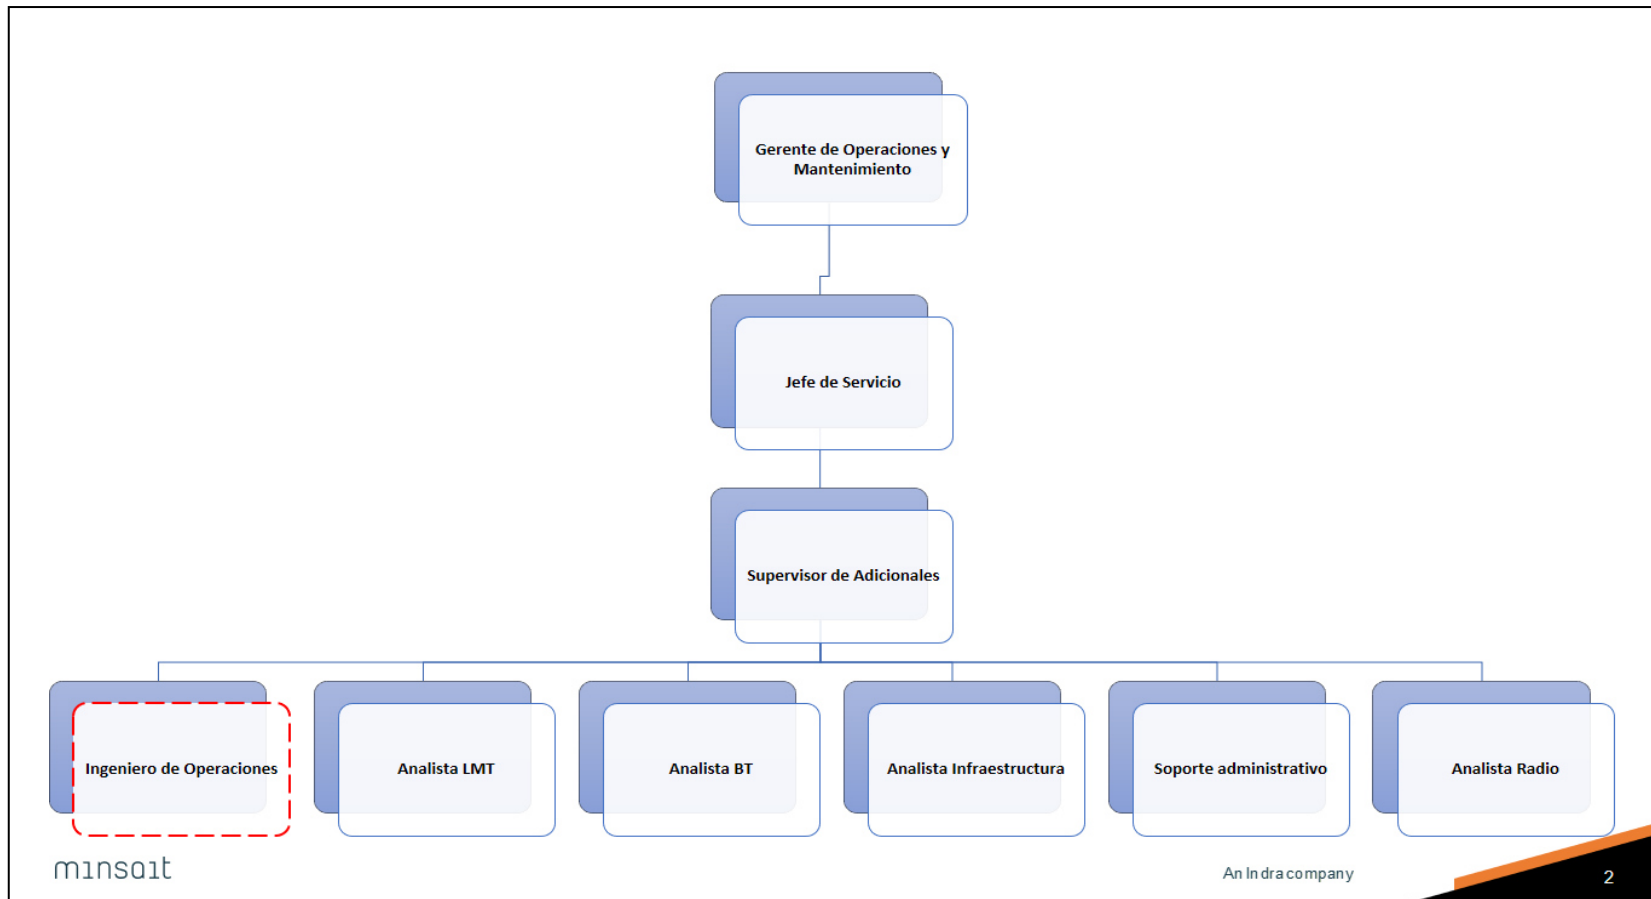 Gerente de Operaciones y
Mantenimiento
Jefe de Servicio
Supervisor de Adicionales
Ingeniero de Operaciones
Analista LMT
Analista BT
Analista Infraestructura
Soporte administrativo
Analista Radio
minsait
An Indra company
2